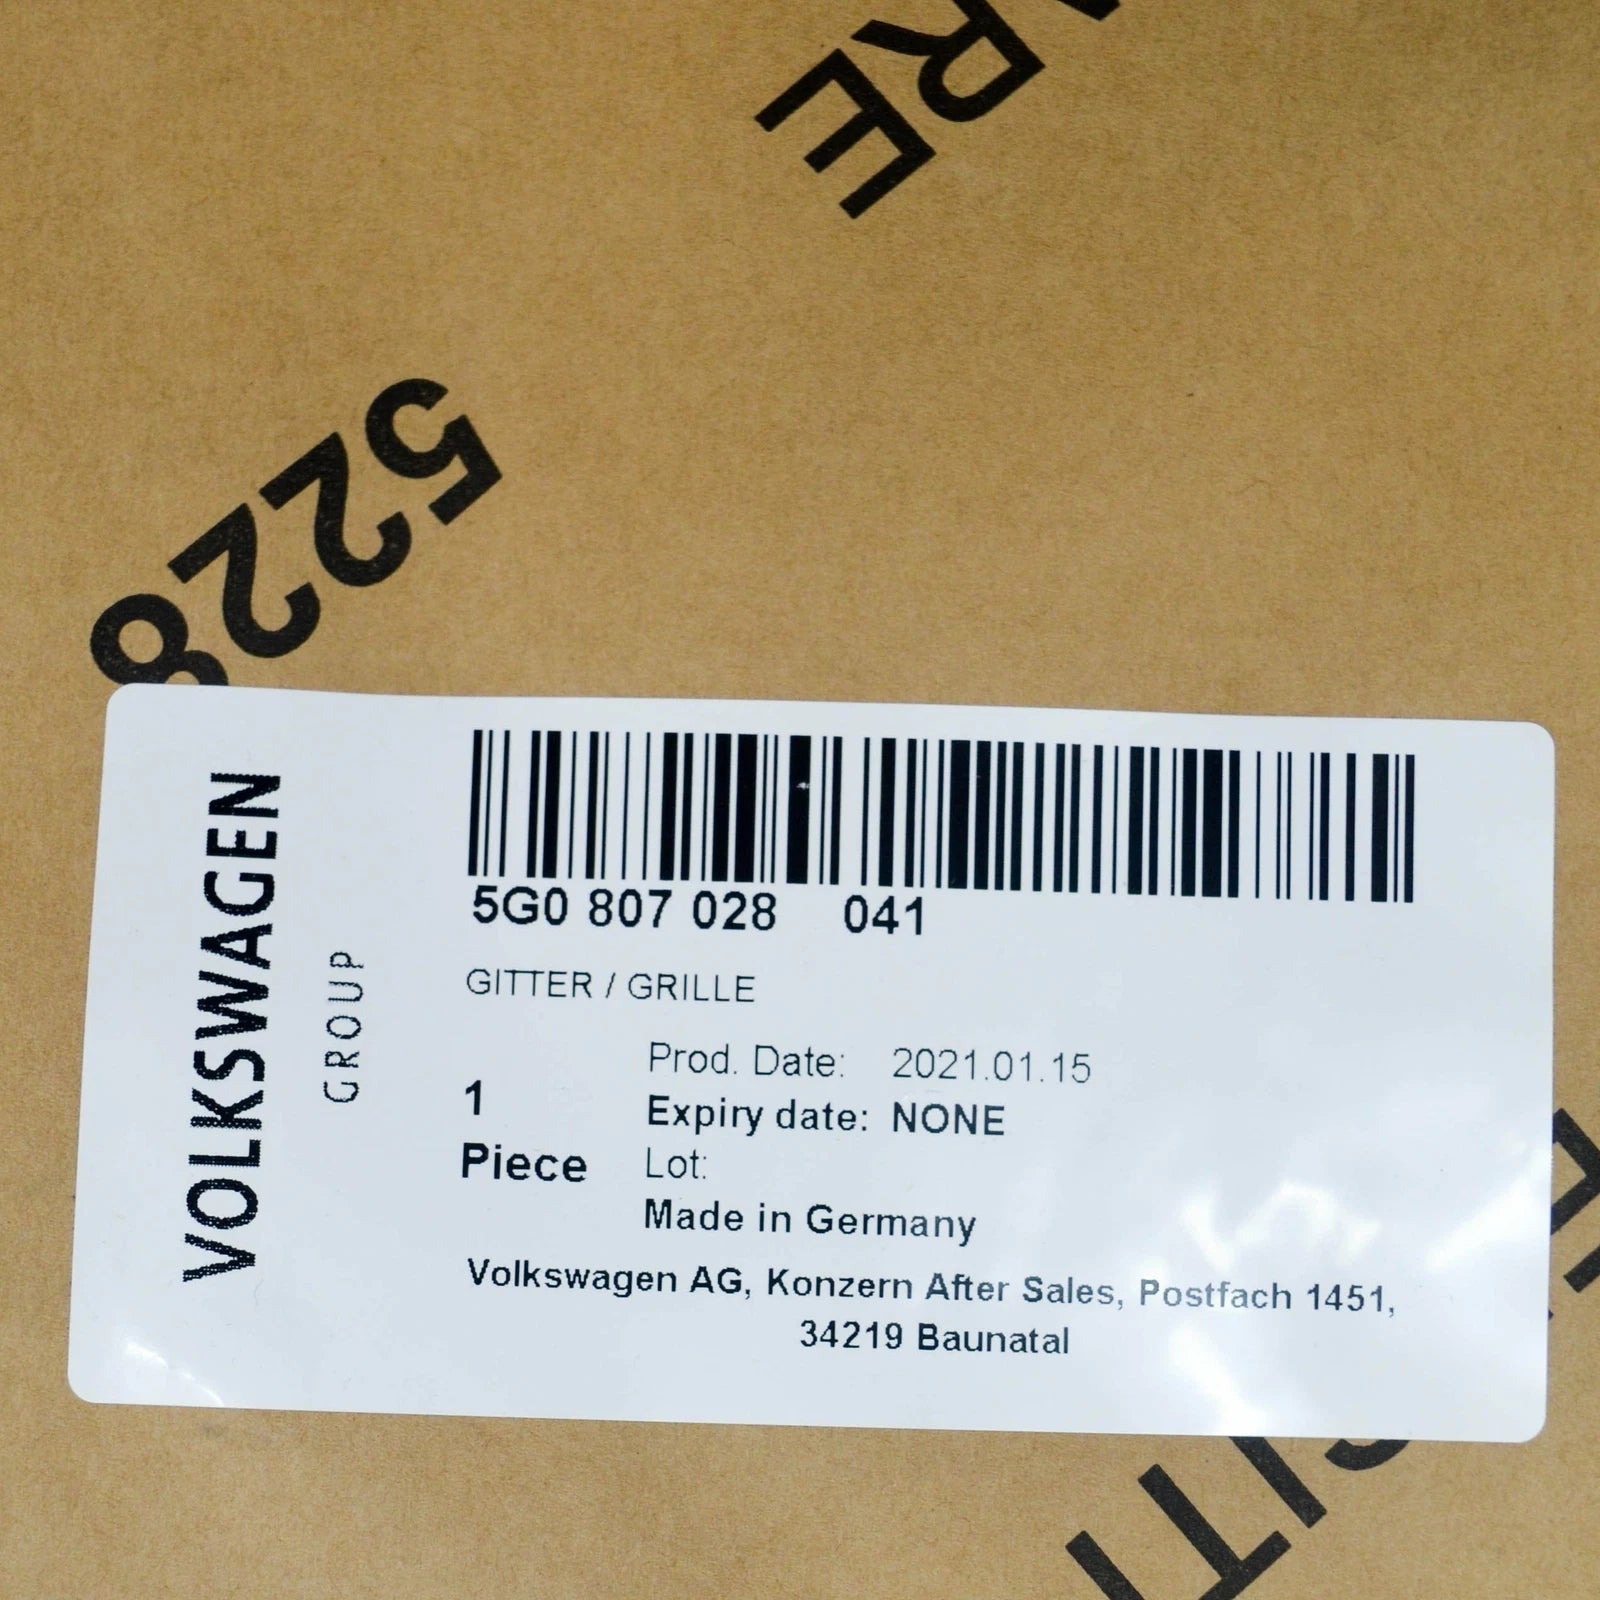 528
VOLKSWAGEN
GROUP
5G0 807 028 041
GITTER / GRILLE
1
Piece
Prod. Date: 2021.01.15
Expiry date: NONE
Lot:
Made in Germany
Volkswagen AG, Konzern After Sales, Postfach 1451,
34219 Baunatal